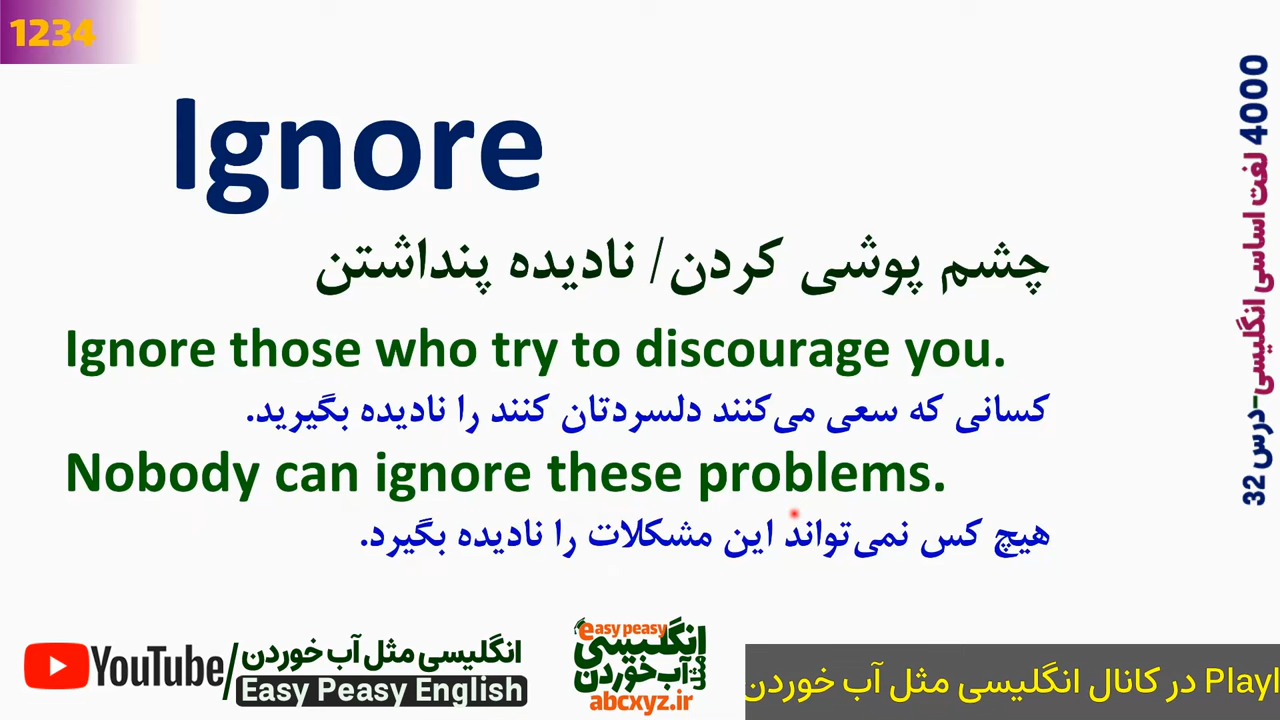 1234
Ignore
چشم پوشی کردن/ نادیده پنداشتن
Ignore those who try to discourage you.
کسانی که سعی می‌کنند دلسردتان کنند را نادیده بگیرید.
Nobody can ignore these problems.
هیچ کس نمی‌تواند این مشکلات را نادیده بگیرد.
4000 لغت اساسی انگلیسی-درس 32
YouTube/انگلیسی مثل آب خوردن
Easy Peasy English
easy peasy
انگلیسی
مثل آب خوردن
abcxyz.ir
Playl در کانال انگلیسی مثل آب خوردن